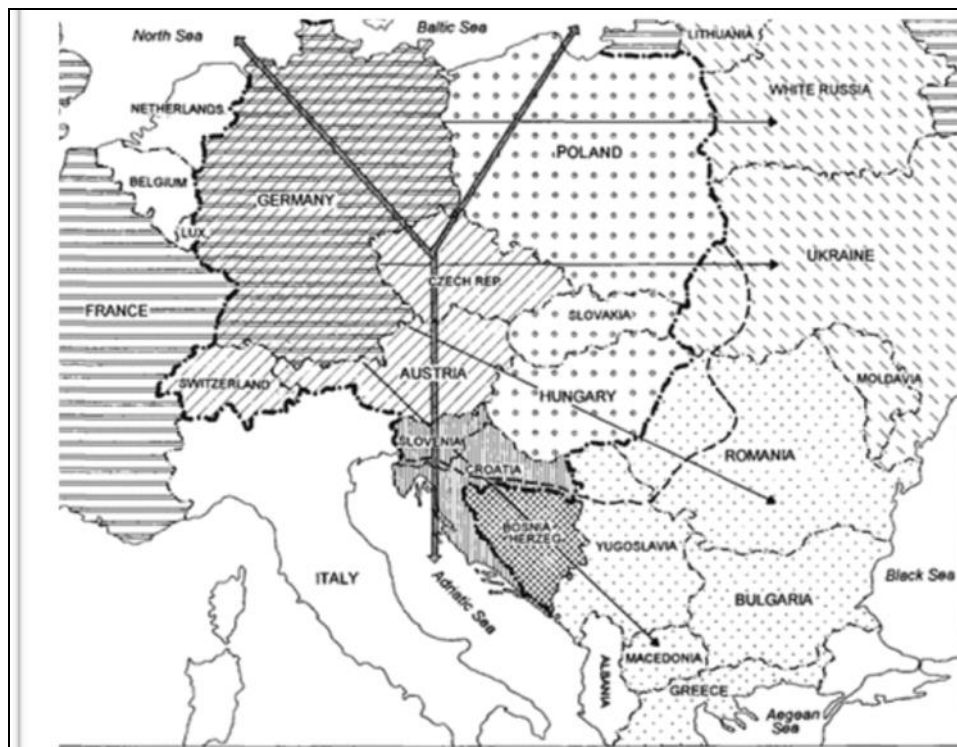 North Sea
Baltic Sea
LITHUANIA
WHITE RUSSIA
NETHERLANDS
POLAND
BELGIUM
GERMANY
LUX.
UKRAINE
CZECH REP.
FRANCE
SLOVAKIA
SWITZERLAND
AUSTRIA
MOLDAVIA
HUNGARY
SLOVENIA
ROMANIA
CROATIA
BOSNIA
HERZEG.
YUGOSLAVIA
ITALY
Adriatic Sea
Black Sea
BULGARIA
MACEDONIA
ALBANIA
GREECE
Aegean
Sea